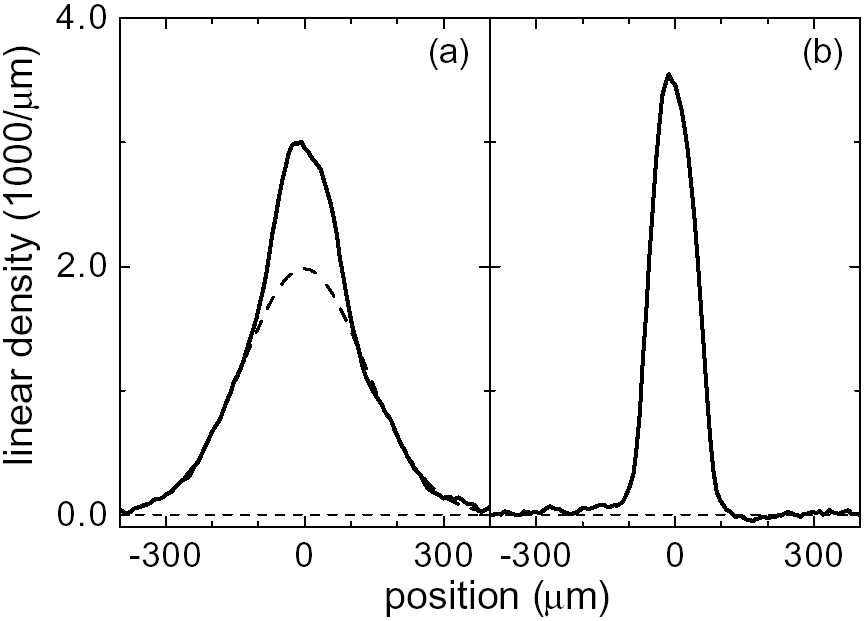 (a)
(b)
4.0
2.0
0.0
linear density (1000/μm)
-300 0 300 -300 0 300
position (μm)